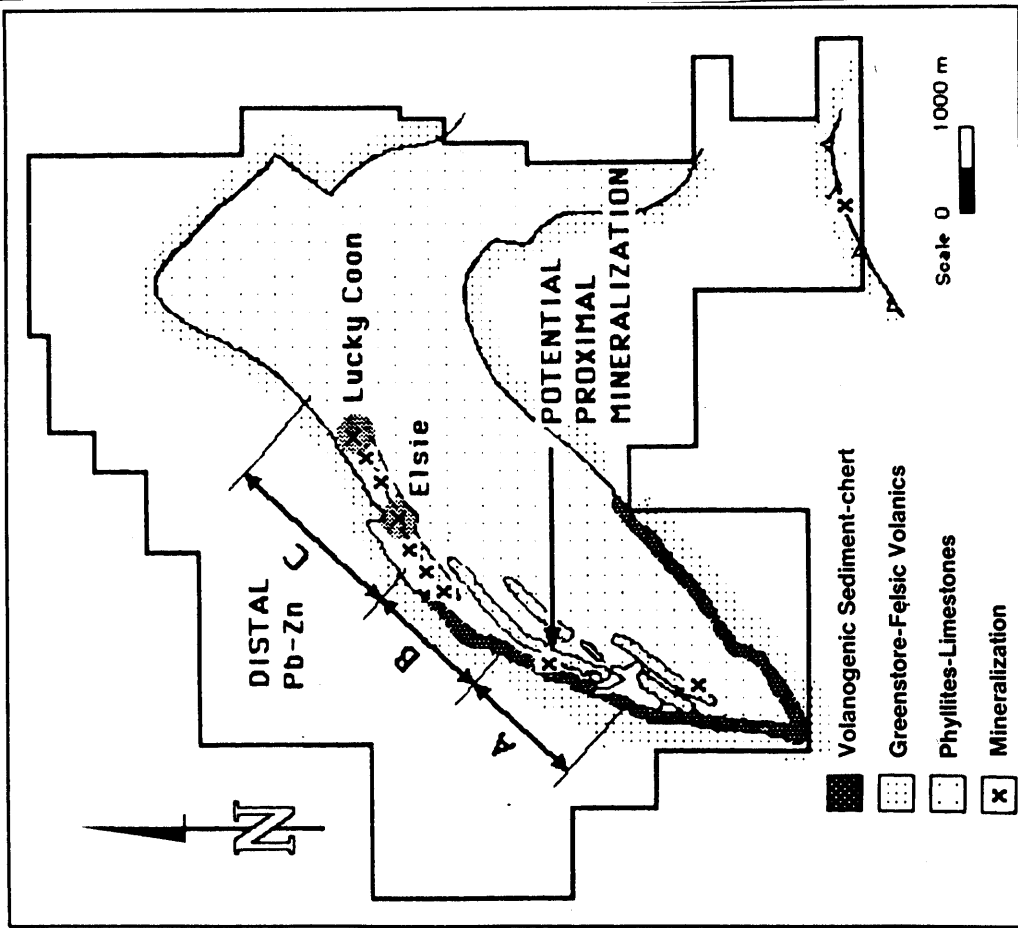 N
DISTAL
Pb-Zn
C
B
A
Lucky Coon
Elsie
POTENTIAL
PROXIMAL
MINERALIZATION
Scale 0 1000 m
Volanogenic Sediment-chert
Greenstore-Felsic Volcanics
Phyllites-Limestones
x Mineralization